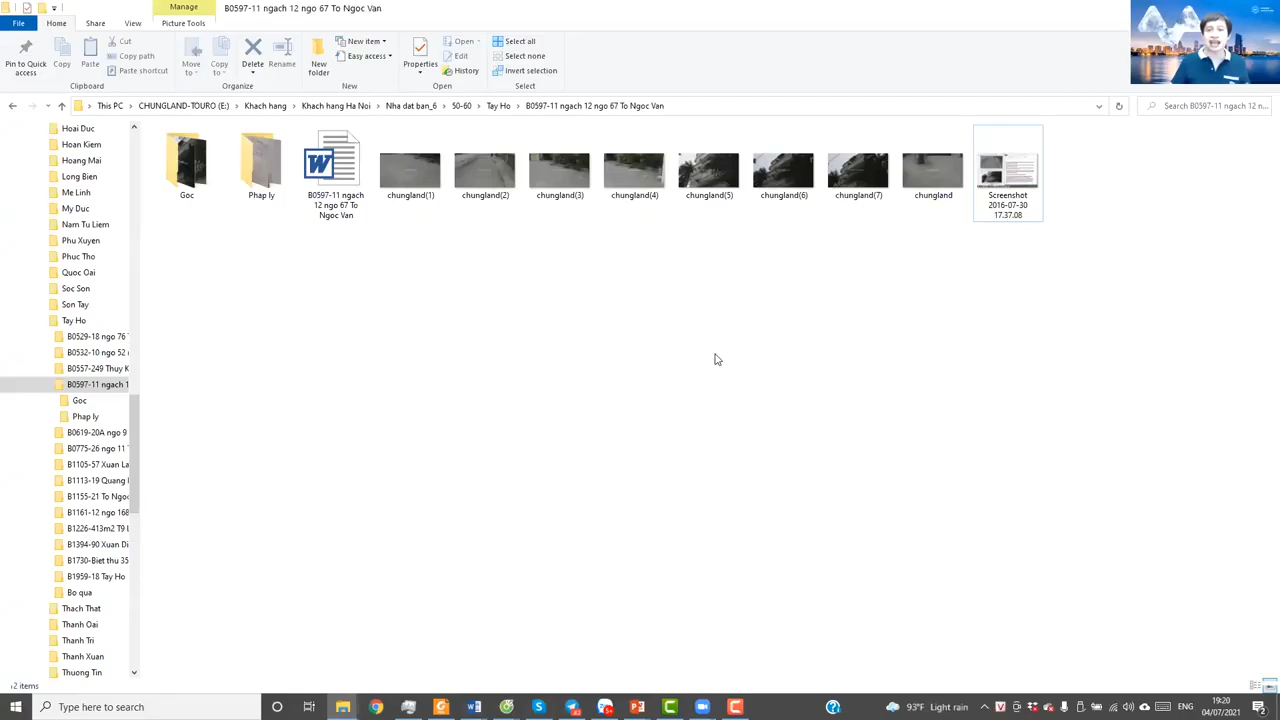 Manage
B0597-11 ngach 12 ngo 67 To Ngoc Van
File
Home
Share
View
Picture Tools
Pin to Quick access
Copy
Paste
Cut
Copy path
Paste shortcut
Clipboard
Move to
Copy to
Delete
Rename
Organize
New folder
New item
Easy access
New
Properties
Open
Edit
History
Open
Select all
Select none
Invert selection
Select
This PC > CHUNGLAND-TOURO (E:) > Khach hang > Khach hang Ha Noi > Nha dat ban_6 > 50-60 > Tay Ho > B0597-11 ngach 12 ngo 67 To Ngoc Van
Search B0597-11 ngach 12 n...
Hoai Duc
Hoan Kiem
Hoang Mai
Long Bien
Me Linh
My Duc
Nam Tu Liem
Phu Xuyen
Phuc Tho
Quoc Oai
Soc Son
Son Tay
Tay Ho
B0529-18 ngo 76
B0532-10 ngo 52
B0557-249 Thuy K
B0597-11 ngach 1
Goc
Phap ly
B0619-20A ngo 9
B0775-26 ngo 11
B1105-57 Xuan La
B1113-19 Quang
B1155-21 To Ngoc
B1161-12 ngo 168
B1226-413m2 T9
B1394-90 Xuan Di
B1730-Biet thu 35
B1959-18 Tay Ho
Bo qua
Thach That
Thanh Oai
Thanh Tri
Thanh Xuan
Thuong Tin
Goc
Phap ly
B0597-11 ngach
12 ngo 67 To
Ngoc Van
chungland(1)
chungland(2)
chungland(3)
chungland(4)
chungland(5)
chungland(6)
chungland(7)
chungland
Screenshot
2016-07-30
17.37.08
12 items
Type here to search
93°F Light rain
ENG
19:20
04/07/2021